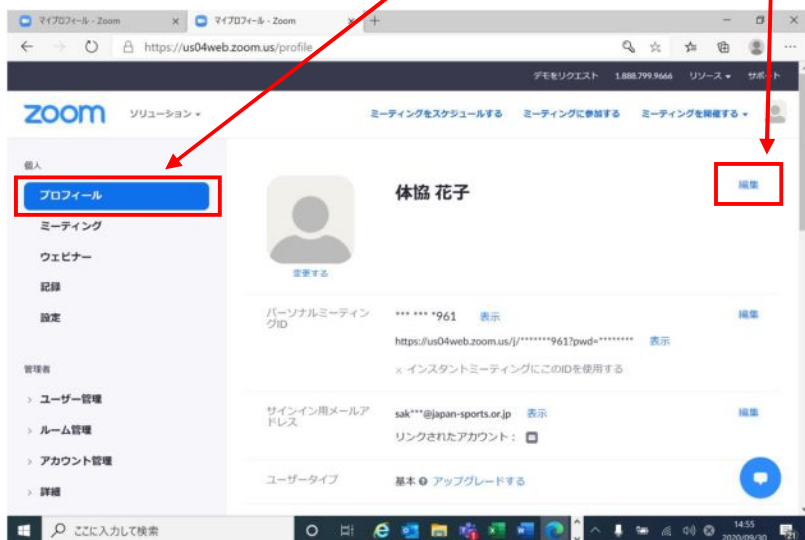 マイプロフィール - Zoom
マイプロフィール - Zoom
https://us04web.zoom.us/profile
デモをリクエスト 1.888.799.9666 リソース サポート
zoom ソリューション ミーティングをスケジュールする ミーティングに参加する ミーティングを開催する
個人
プロフィール
ミーティング
ウェビナー
記録
設定
管理者
ユーザー管理
ルーム管理
アカウント管理
詳細
体協 花子
編集
変更する
パーソナルミーティン
グID
*** *** *961 表示
編集
https://us04web.zoom.us/j/*******961?pwd=******** 表示
× インスタントミーティングにこのIDを使用する
サインイン用メールア
ドレス
sak***@japan-sports.or.jp 表示
編集
リンクされたアカウント：
ユーザータイプ
基本 アップグレードする
ここに入力して検索
14:55
2020/09/30
21